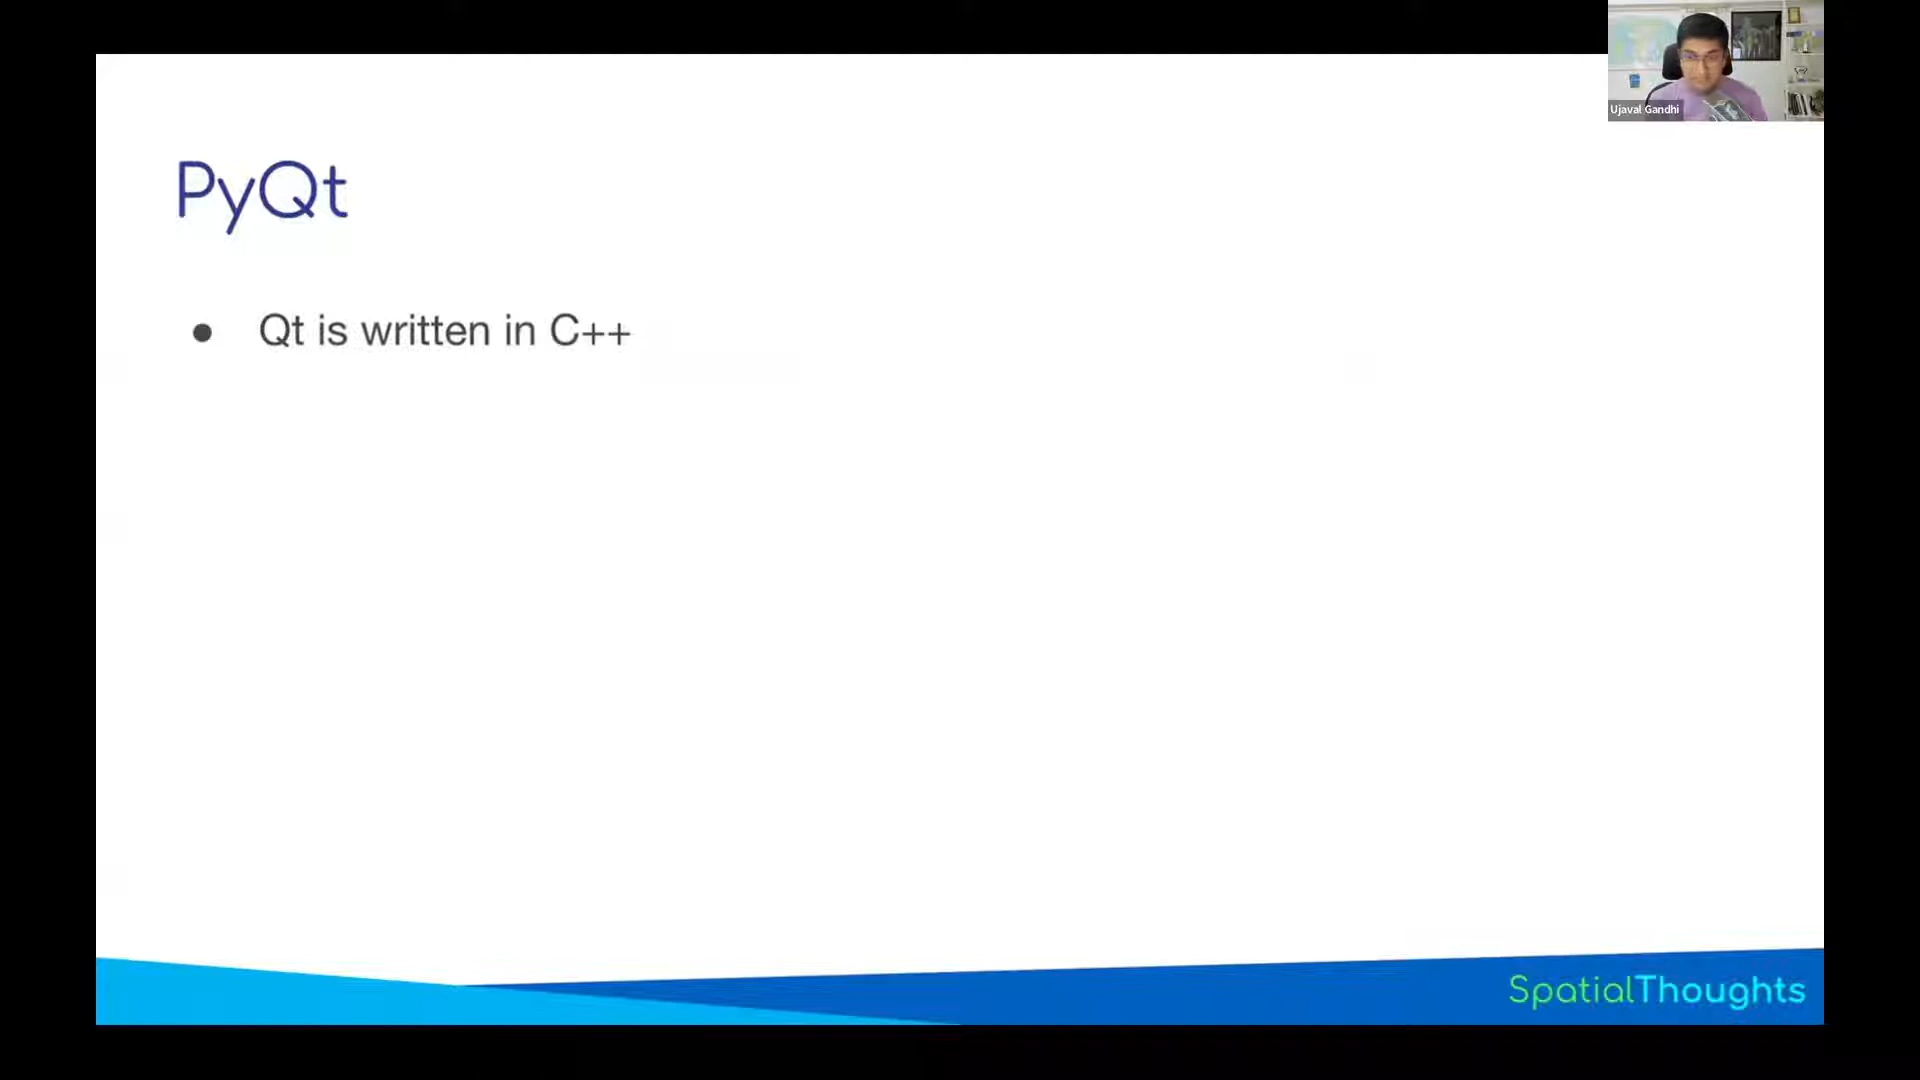 Ujaval Gandhi
PyQt
● Qt is written in C++
SpatialThoughts